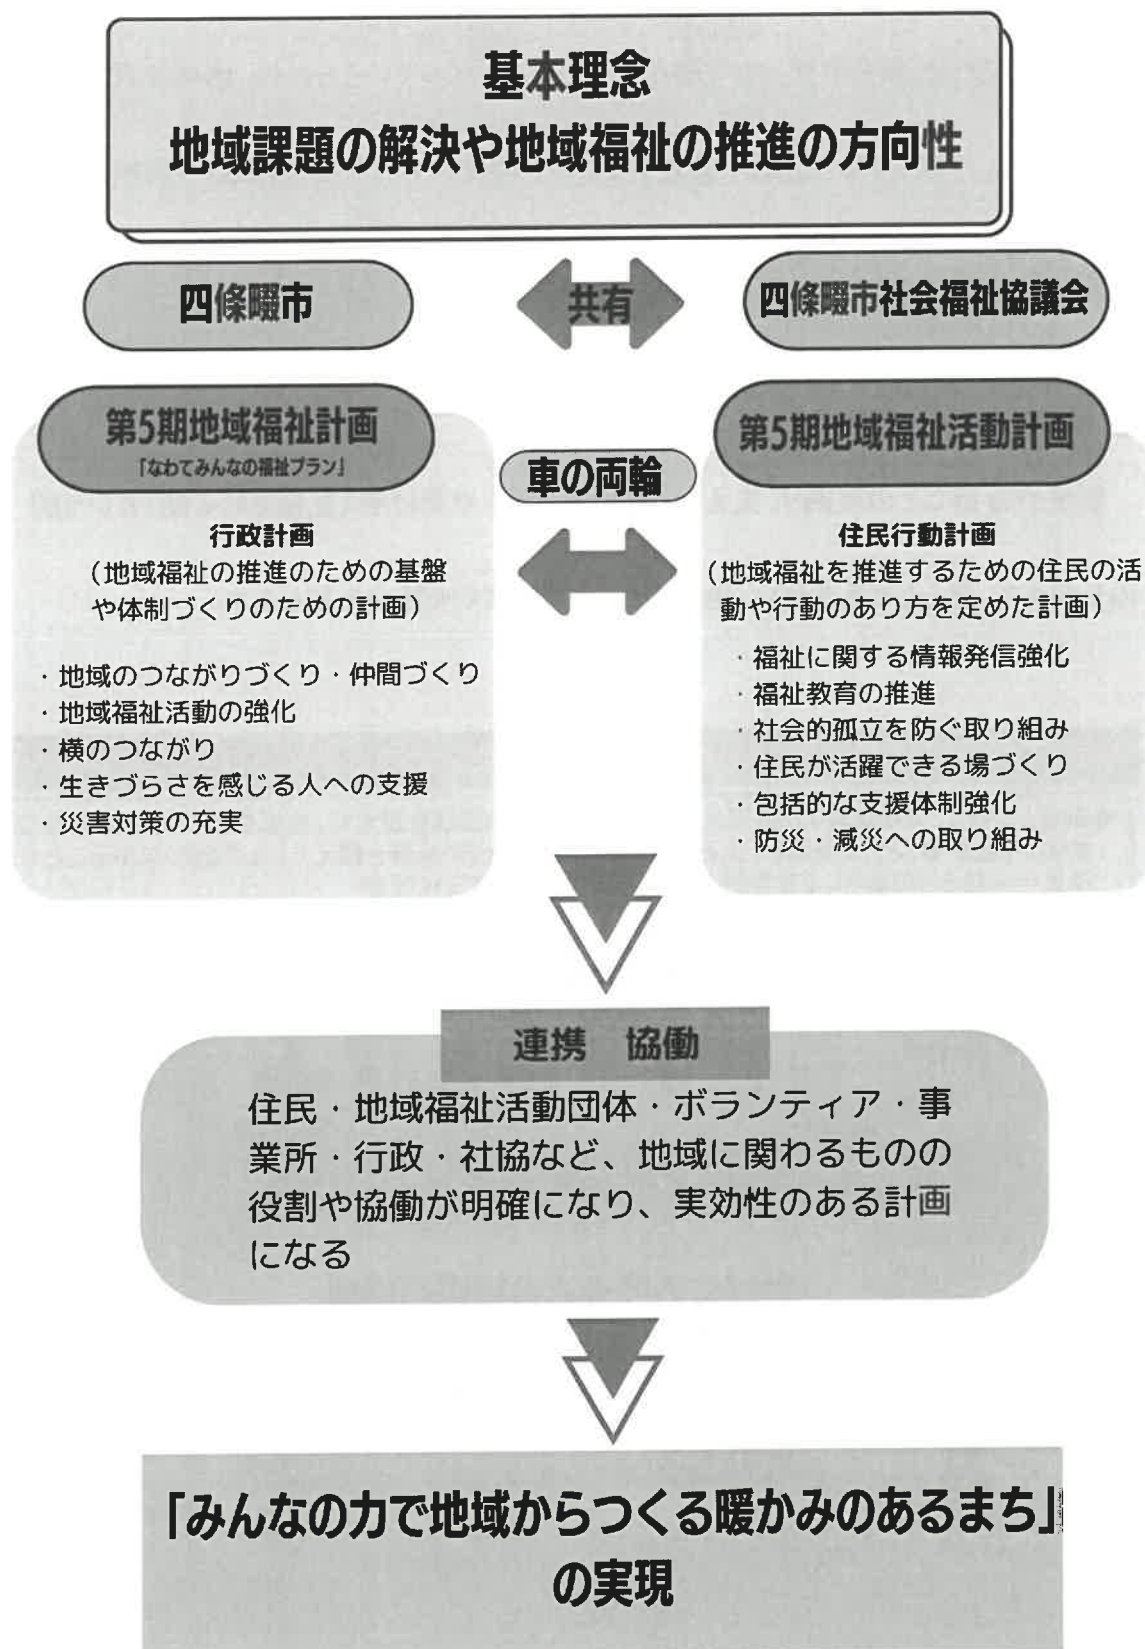 基本理念
地域課題の解決や地域福祉の推進の方向性
四條畷市
共有
四條畷市社会福祉協議会
第5期地域福祉計画
「なわてみんなの福祉プラン」
車の両輪
第5期地域福祉活動計画
行政計画
（地域福祉の推進のための基盤
や体制づくりのための計画）
・地域のつながりづくり・仲間づくり
・地域福祉活動の強化
・横のつながり
・生きづらさを感じる人への支援
・災害対策の充実
住民行動計画
（地域福祉を推進するための住民の活
動や行動のあり方を定めた計画）
・福祉に関する情報発信強化
・福祉教育の推進
・社会的孤立を防ぐ取り組み
・住民が活躍できる場づくり
・包括的な支援体制強化
・防災・減災への取り組み
連携　協働
住民・地域福祉活動団体・ボランティア・事
業所・行政・社協など、地域に関わるものの
役割や協働が明確になり、実効性のある計画
になる
「みんなの力で地域からつくる暖かみのあるまち」
の実現